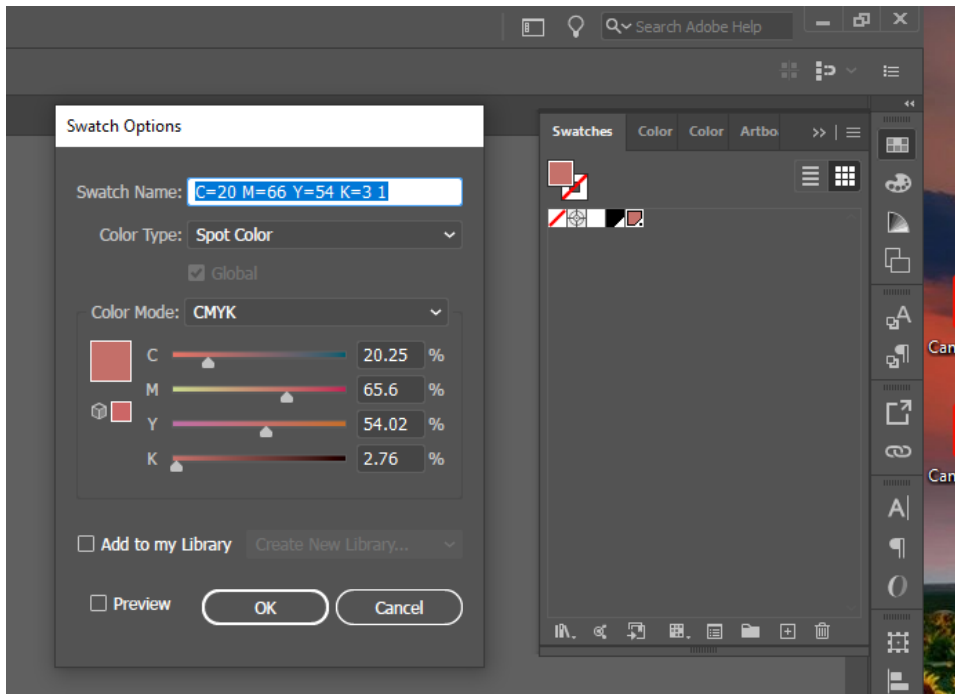 Search Adobe Help
Swatch Options
Swatches Color Color Artbo
Swatch Name: C=20 M=66 Y=54 K=3 1
Color Type: Spot Color
Global
Color Mode: CMYK
C 20.25 %
M 65.6 %
Y 54.02 %
K 2.76 %
Add to my Library Create New Library...
Preview OK Cancel
Can
Can